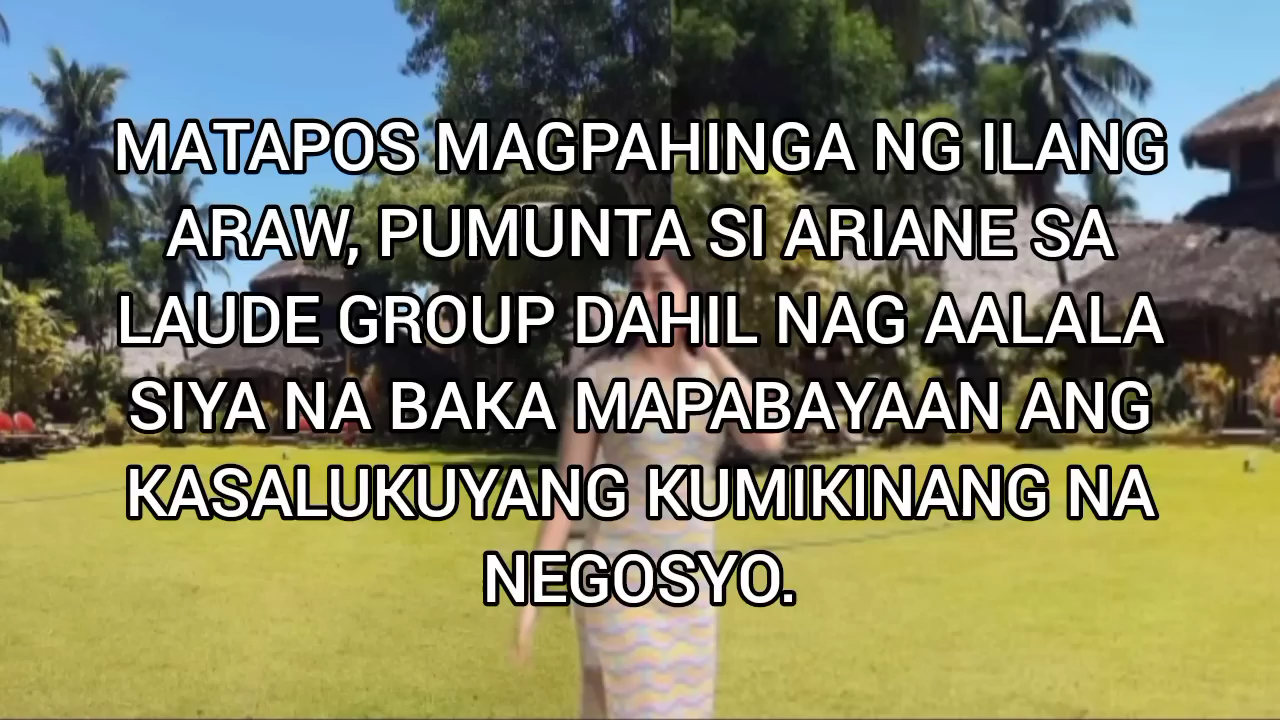 MATAPOS MAGPAHINGA NG ILANG
ARAW, PUMUNTA SI ARIANE SA
LAUDE GROUP DAHIL NAG AALALA
SIYA NA BAKA MAPABAYAAN ANG
KASALUKUYANG KUMIKINANG NA
NEGOSYO.